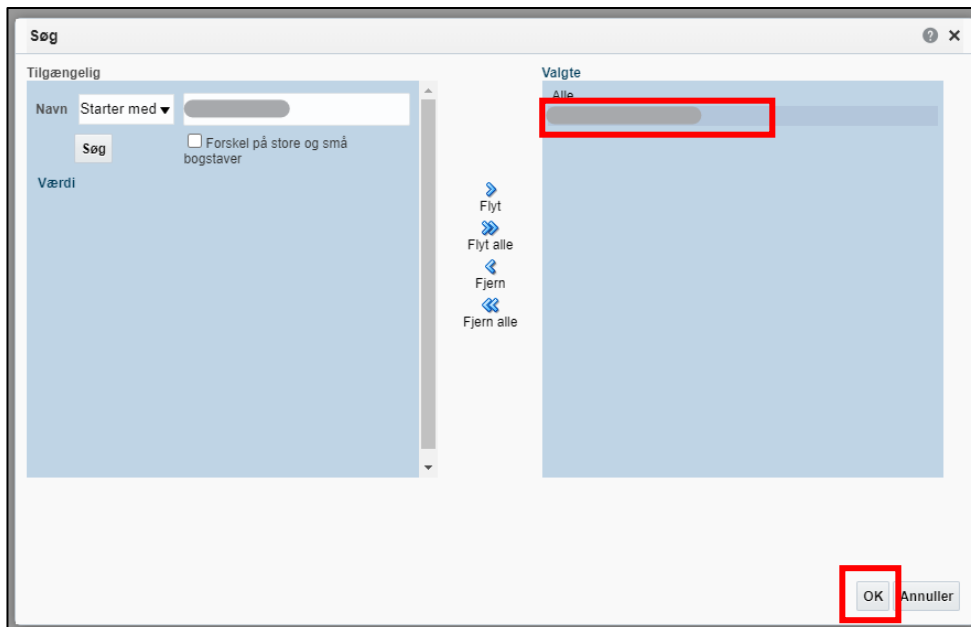 Søg
Tilgængelig
Navn Starter med
Søg
Forskel på store og små
bogstaver
Værdi
Flyt
Flyt alle
Fjern
Fjern alle
Valgte
Alle
OK Annuller